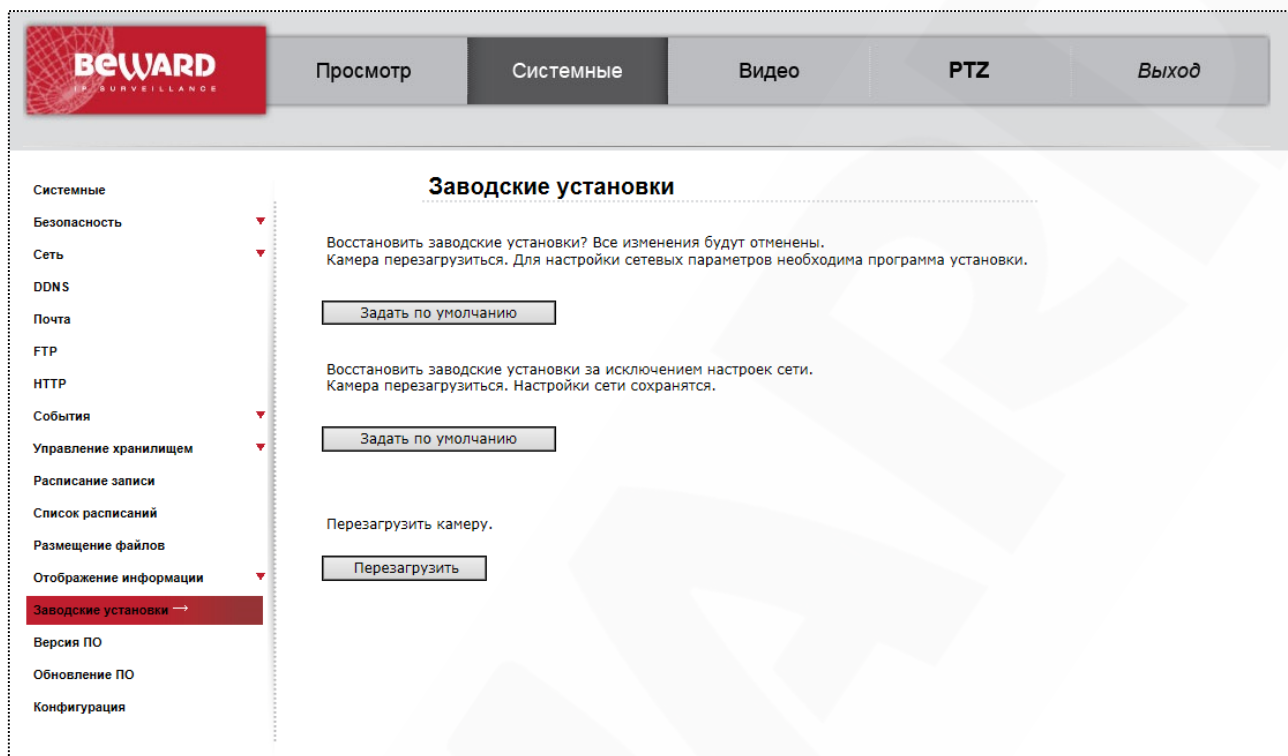 BEWARD
IP SURVEILLANCE
Просмотр
Системные
Видео
PTZ
Выход
Системные
Безопасность
Сеть
DDNS
Почта
FTP
HTTP
События
Управление хранилищем
Расписание записи
Список расписаний
Размещение файлов
Отображение информации
Заводские установки →
Версия ПО
Обновление ПО
Конфигурация
Заводские установки
Восстановить заводские установки? Все изменения будут отменены.
Камера перезагрузиться. Для настройки сетевых параметров необходима программа установки.
Задать по умолчанию
Восстановить заводские установки за исключением настроек сети.
Камера перезагрузиться. Настройки сети сохранятся.
Задать по умолчанию
Перезагрузить камеру.
Перезагрузить